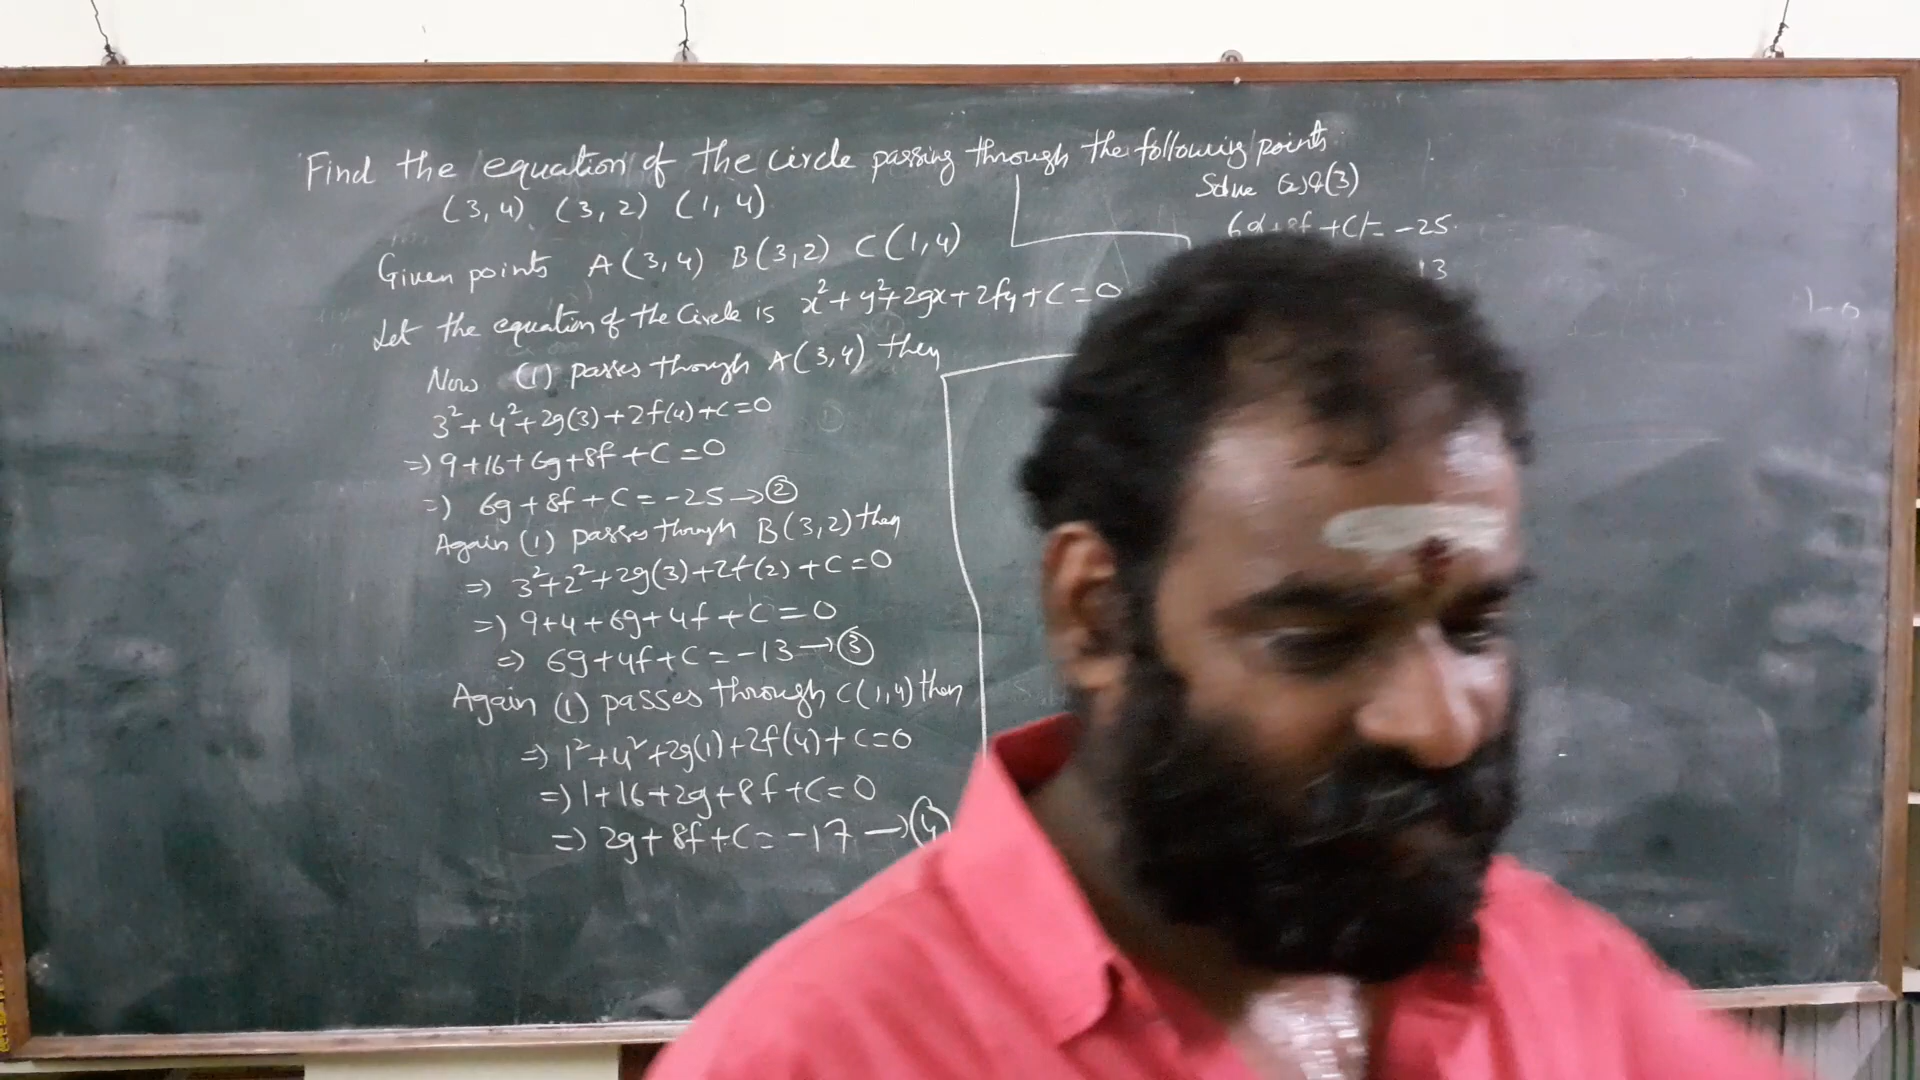 Find the equation of the circle passing through the following points
(3,4) (3,2) (1,4)
Given points A(3,4) B(3,2) C(1,4)
Let the equation of the Circle is x²+y²+2gx+2fy+C=0
Now (1) passes through A(3,4) then
3²+4²+2g(3)+2f(4)+C=0
=) 9+16+6g+8f+C=0
=) 6g+8f+C=-25→②
Again (1) passes through B(3,2) then
=) 3²+2²+2g(3)+2f(2)+C=0
=) 9+4+6g+4f+C=0
=) 6g+4f+C=-13→③
Again (1) passes through C(1,4) then
=) 1²+4²+2g(1)+2f(4)+C=0
=) 1+16+2g+8f+C=0
=) 2g+8f+C=-17→④
Solve (2)&(3)
6g+8f+C=-25
13